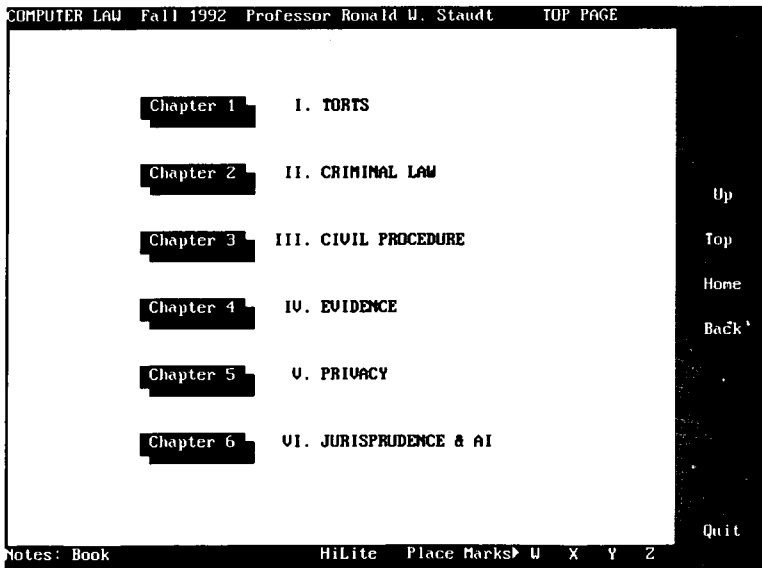 COMPUTER LAW Fall 1992 Professor Ronald W. Staudt TOP PAGE
Chapter 1 I. TORTS
Chapter 2 II. CRIMINAL LAW
Chapter 3 III. CIVIL PROCEDURE
Chapter 4 IV. EVIDENCE
Chapter 5 V. PRIVACY
Chapter 6 VI. JURISPRUDENCE & AI
Up
Top
Home
Back
Quit
Notes: Book HiLite Place Marks▶ W X Y Z